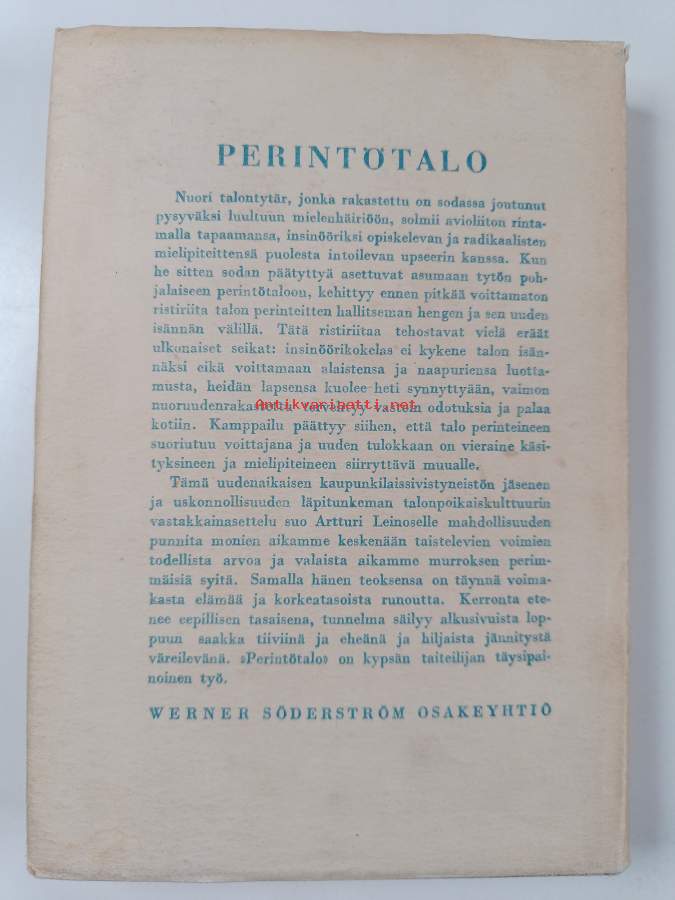 PERINTÖTALO
Nuori talontytär, jonka rakastettu on sodassa joutunut
pysyväksi luultuun mielenhäiriöön, solmii avioliiton rinta-
malla tapaamansa, insinööriksi opiskelevan ja radikaalisten
mielipiteittensä puolesta intoilevan upseerin kanssa. Kun
he sitten sodan päätyttyä asettuvat asumaan tytön poh-
jalaiseen perintötaloon, kehittyy ennen pitkää voittamaton
ristiriita talon perinteitten hallitseman hengen ja sen uuden
isännän välillä. Tätä ristiriitaa tehostavat vielä eräät
ulkonaiset seikat: insinöörikokelas ei kykene talon isän-
näksi eikä voittamaan alaistensa ja naapuriensa luotta-
musta, heidän lapsensa kuolee heti synnyttyään, vaimon
nuoruudenrakastettu tervehtyy vastoin odotuksia ja palaa
Antikvariaatti.net
kotiin. Kamppailu päättyy siihen, että talo perinteineen
suoriutuu voittajana ja uuden tulokkaan on vieraine käsi-
tyksineen ja mielipiteineen siirryttävä muualle.
Tämä uudenaikaisen kaupunkilaissivistyneistön jäsenen
ja uskonnollisuuden läpitunkeman talonpoikaiskulttuurin
vastakkainasettelu suo Artturi Leinoselle mahdollisuuden
punnita monien aikamme keskenään taistelevien voimien
todellista arvoa ja valaista aikamme murroksen perim-
mäisiä syitä. Samalla hänen teoksensa on täynnä voima-
kasta elämää ja korkeatasoista runoutta. Kerronta ete-
nee eepillisen tasaisena, tunnelma säilyy alkusivuista lop-
puun saakka tiiviinä ja eheänä ja hiljaista jännitystä
väreilevänä. »Perintötalo» on kypsän taiteilijan täysipai-
noinen työ.
WERNER SÖDERSTRÖM OSAKEYHTIÖ